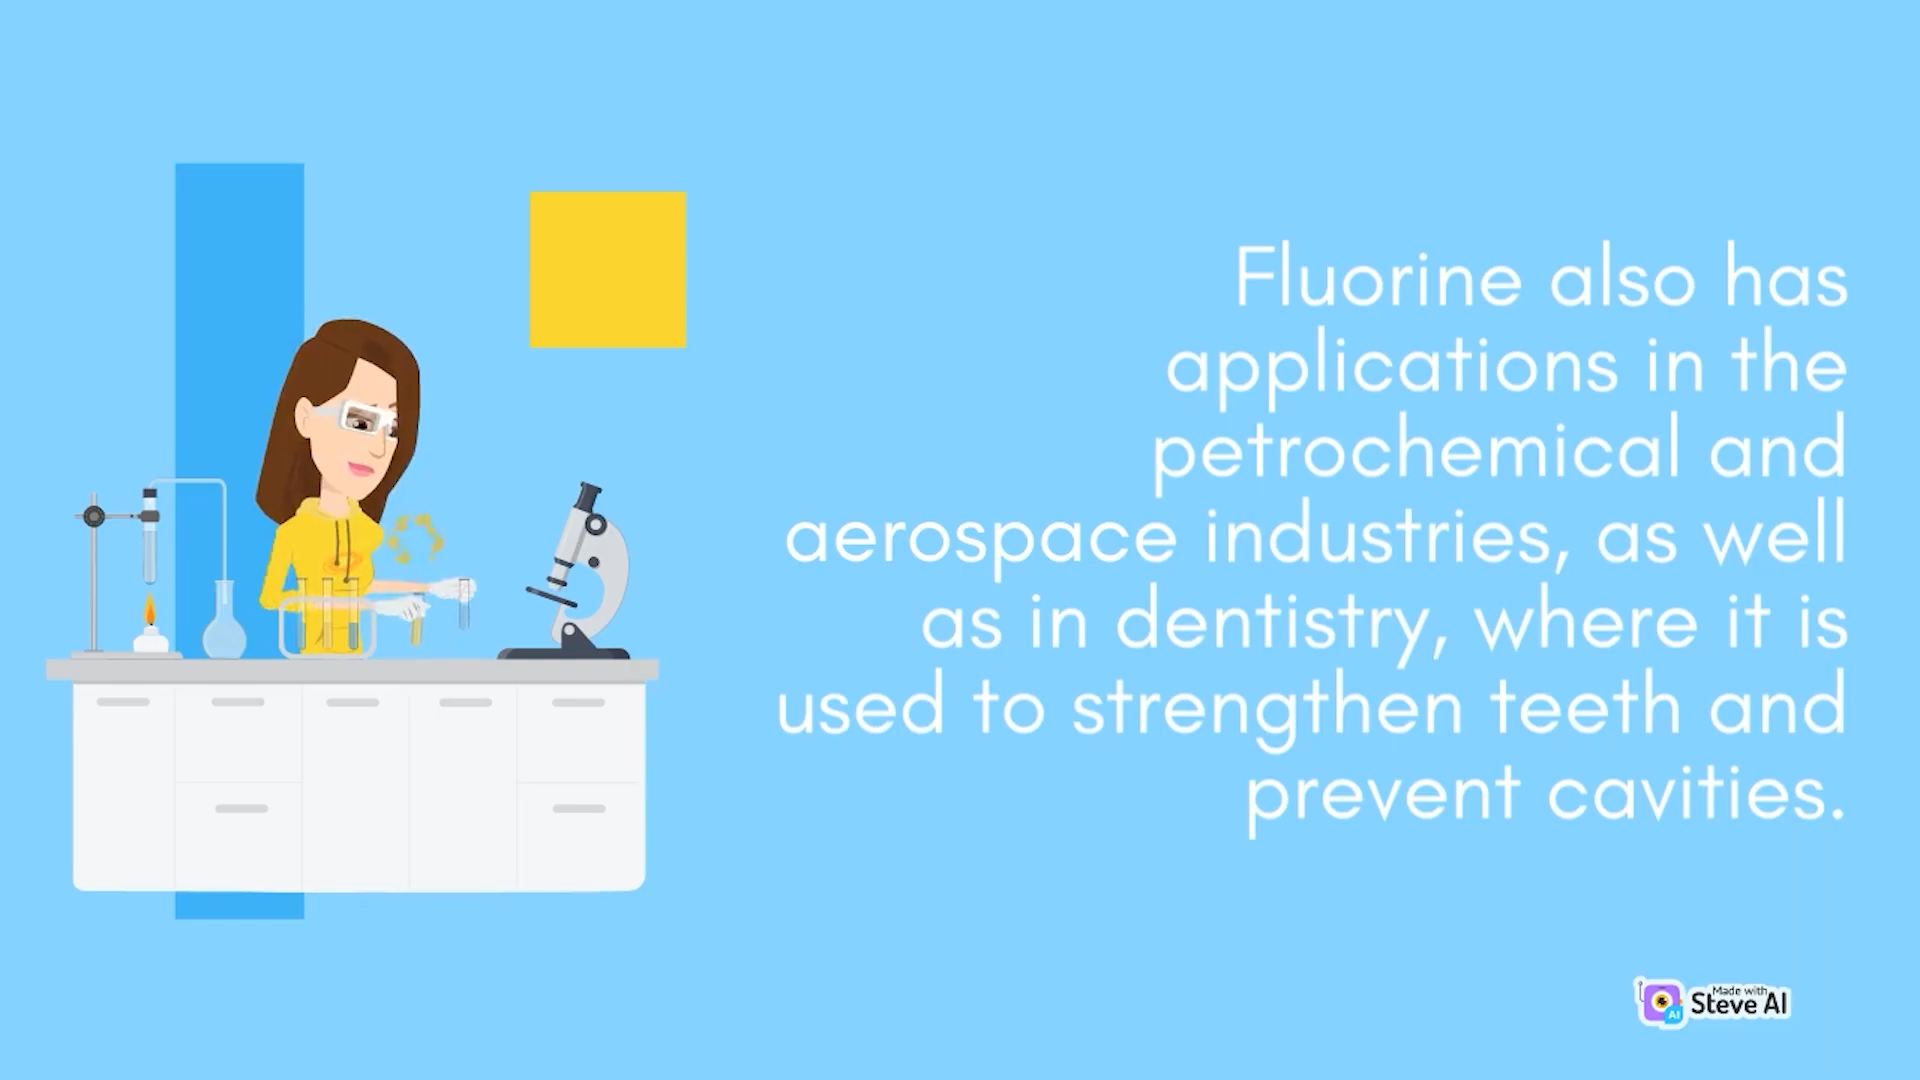 Fluorine also has
applications in the
petrochemical and
aerospace industries, as well
as in dentistry, where it is
used to strengthen teeth and
prevent cavities.
Made with
Steve AI
AI